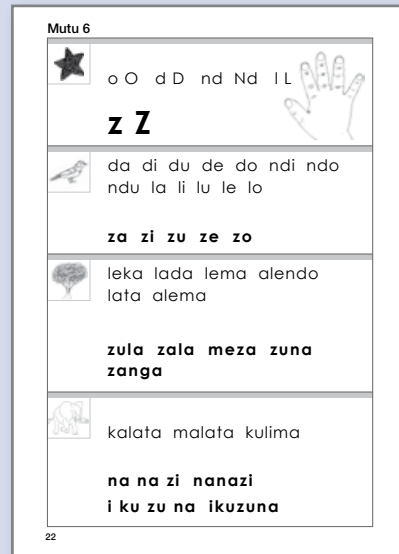 Mutu 6
o O d D nd Nd l L
z Z
da di du de do ndi ndo
ndu la li lu le lo
za zi zu ze zo
leka lada lema alendo
lata alema
zula zala meza zuna
zanga
kalata malata kulima
na na zi nanazi
i ku zu na ikuzuna
22